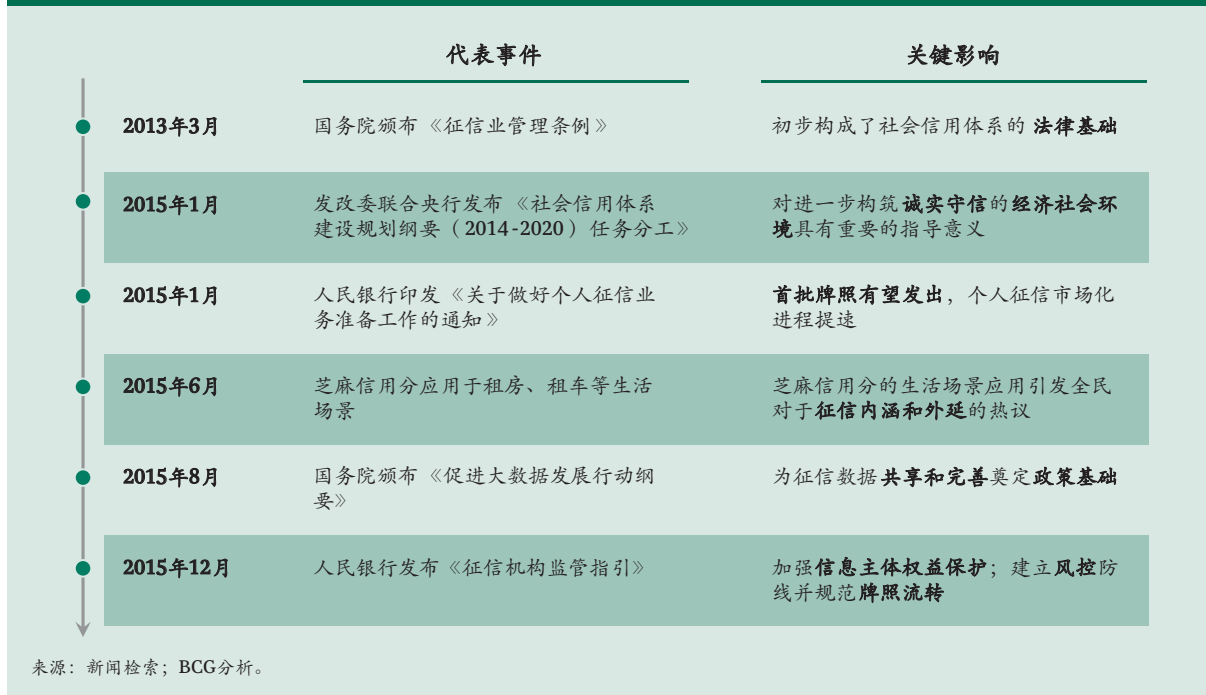 代表事件
关键影响
2013年3月
国务院颁布《征信业管理条例》
初步构成了社会信用体系的 法律基础
2015年1月
发改委联合央行发布《社会信用体系
建设规划纲要（2014-2020）任务分工》
对进一步构筑诚实守信的经济社会环
境具有重要的指导意义
2015年1月
人民银行印发《关于做好个人征信业
务准备工作的通知》
首批牌照有望发出，个人征信市场化
进程提速
2015年6月
芝麻信用分应用于租房、租车等生活
场景
芝麻信用分的生活场景应用引发全民
对于征信内涵和外延的热议
2015年8月
国务院颁布《促进大数据发展行动纲
要》
为征信数据共享和完善奠定政策基础
2015年12月
人民银行发布《征信机构监管指引》
加强信息主体权益保护；建立风控防
线并规范牌照流转
来源：新闻检索；BCG分析。